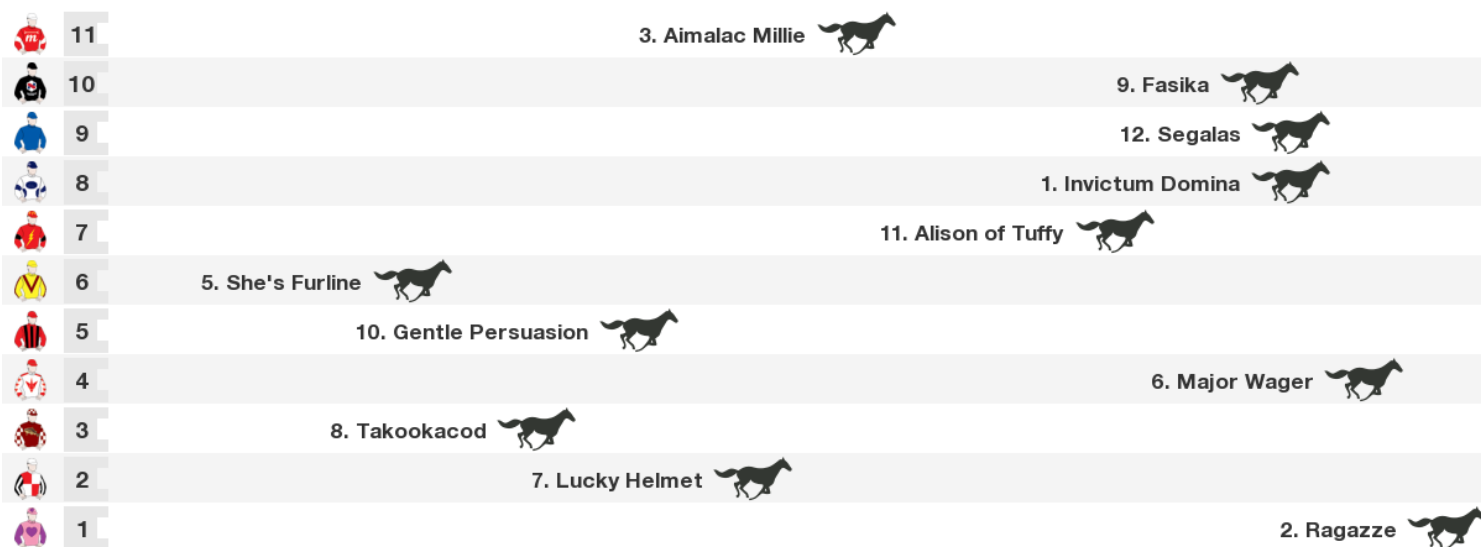 11 3. Aimalac Millie
10 9. Fasika
9 12. Segalas
8 1. Invictum Domina
7 11. Alison of Tuffy
6 5. She's Furline
5 10. Gentle Persuasion
4 6. Major Wager
3 8. Takookacod
2 7. Lucky Helmet
1 2. Ragazze